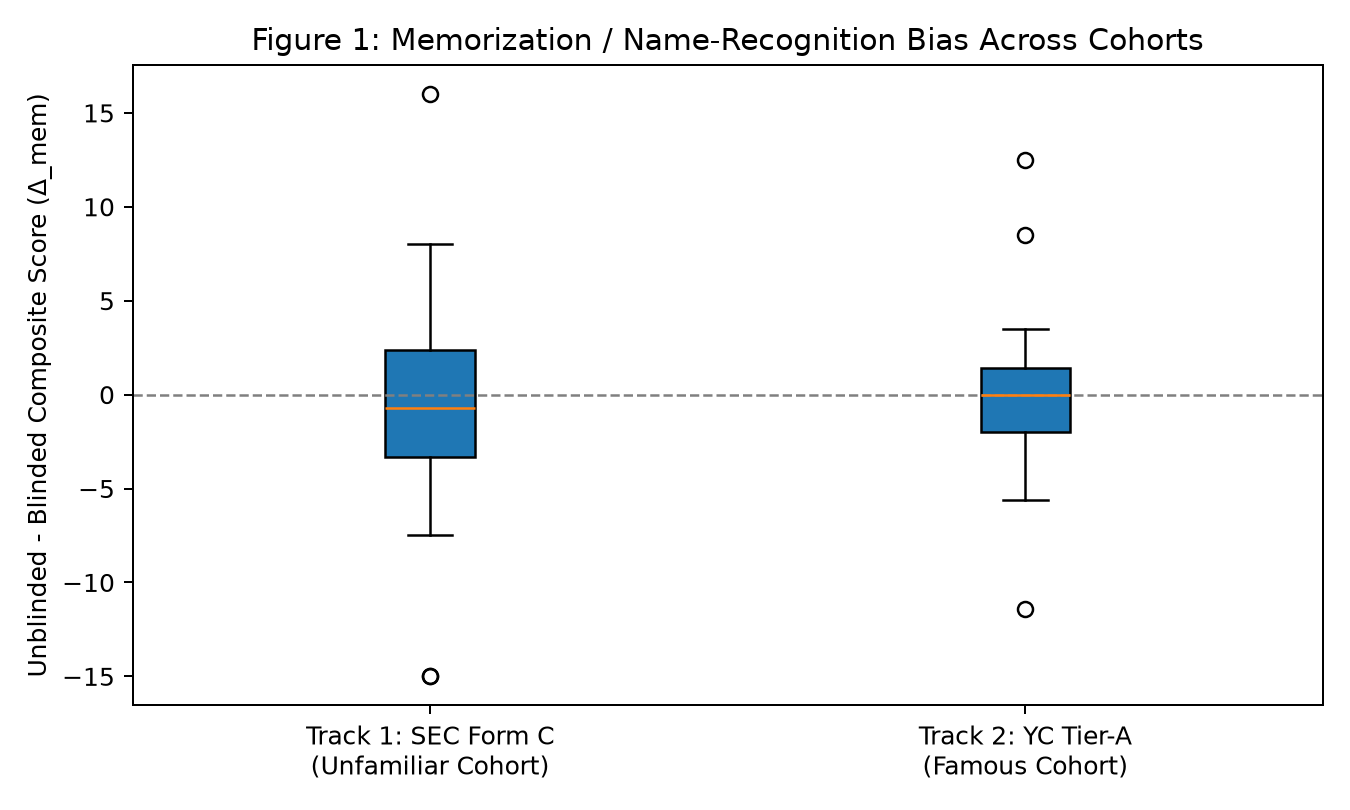 Figure 1: Memorization / Name-Recognition Bias Across Cohorts
Unblinded - Blinded Composite Score (Δ_mem)
15
10
5
0
−5
−10
−15
Track 1: SEC Form C
(Unfamiliar Cohort)
Track 2: YC Tier-A
(Famous Cohort)